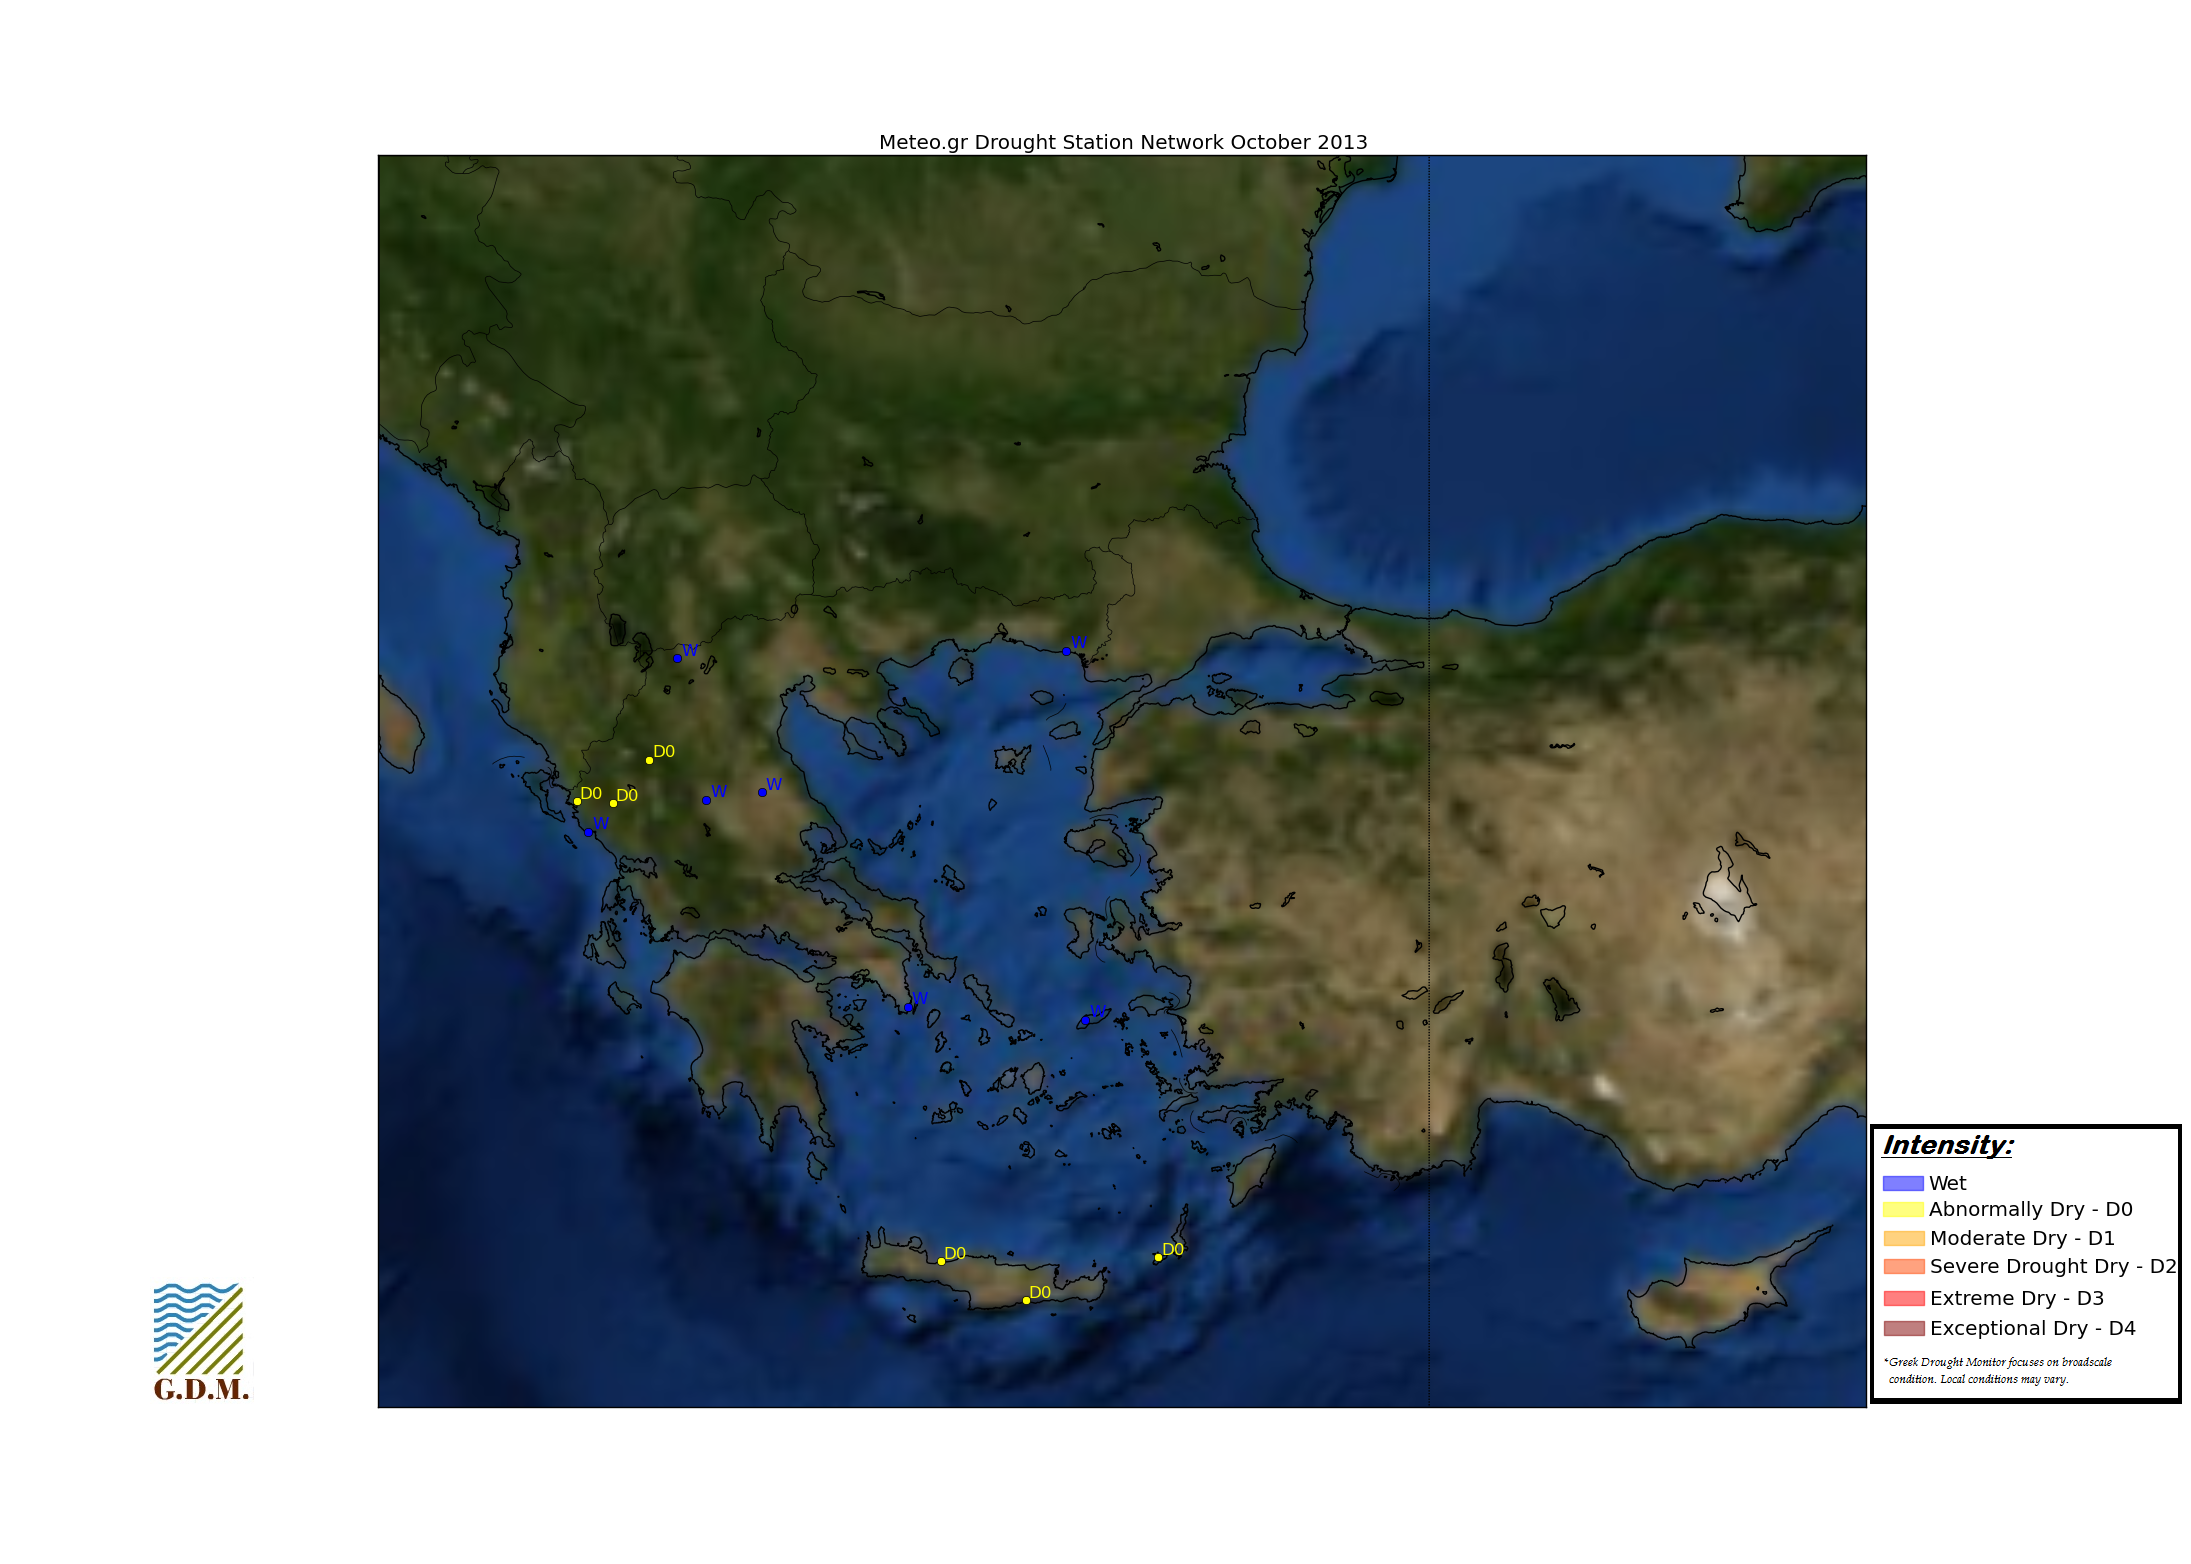 Meteo.gr Drought Station Network October 2013
W
W
D0
W
W
D0
D0
W
W
W
D0
D0
D0
Intensity:
Wet
Abnormally Dry - D0
Moderate Dry - D1
Severe Drought Dry - D2
Extreme Dry - D3
Exceptional Dry - D4
*Greek Drought Monitor focuses on broadscale
condition. Local conditions may vary.
G.D.M.